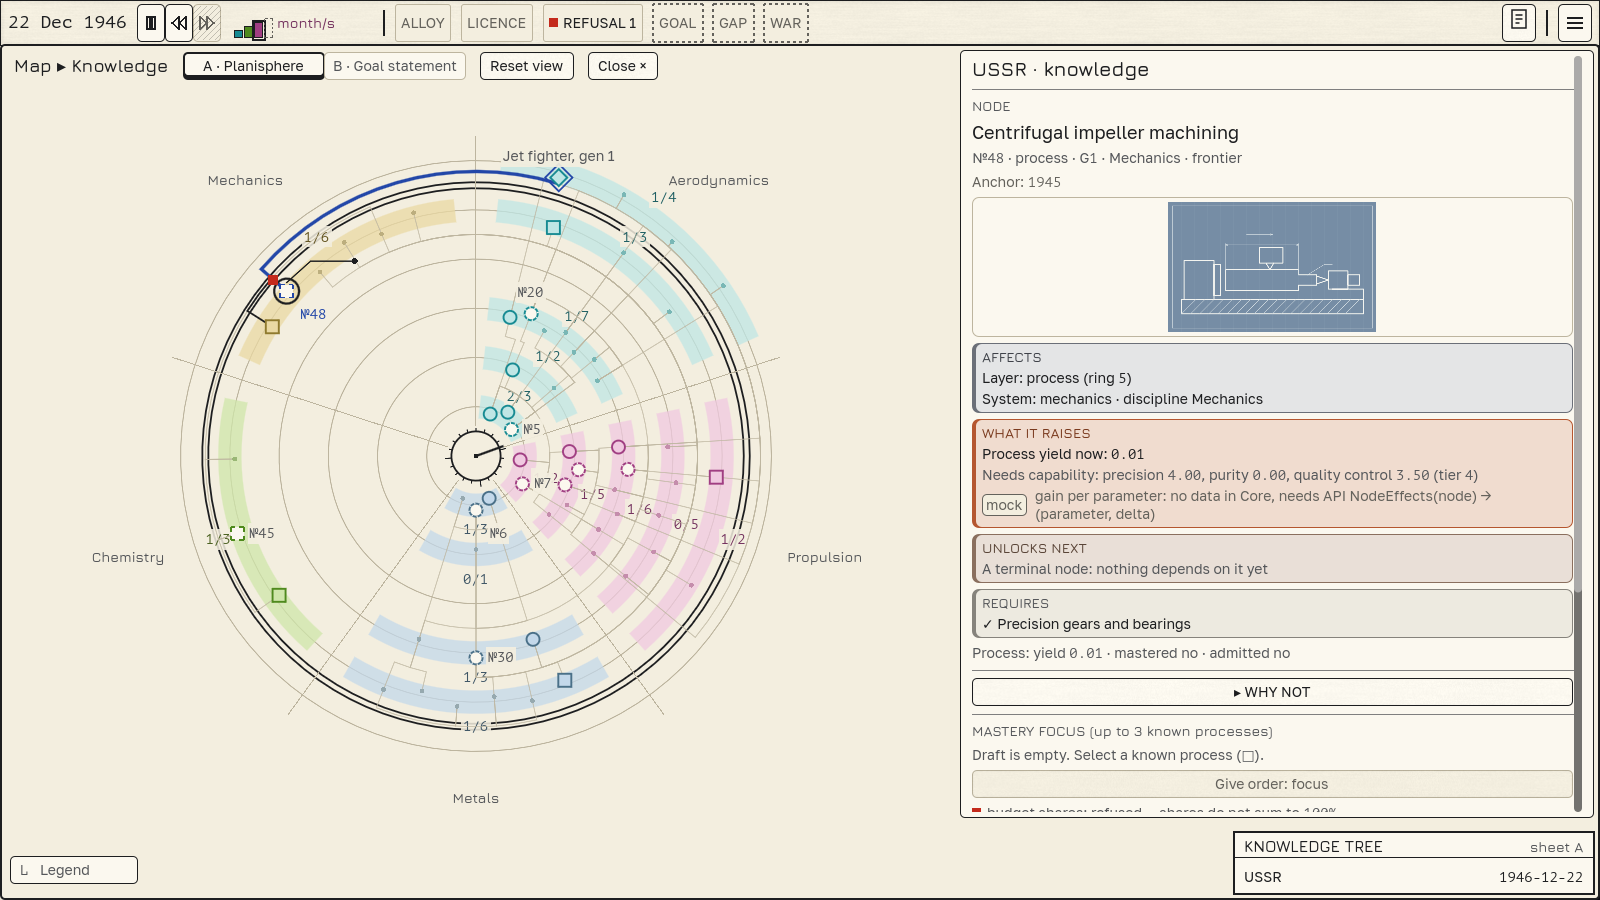 22 Dec 1946
month/s
ALLOY
LICENCE
REFUSAL 1
GOAL
GAP
WAR
Map ▸ Knowledge
A · Planisphere
B · Goal statement
Reset view
Close ×
Jet fighter, gen 1
Mechanics
Aerodynamics
1/4
1/6
1/3
№20
№48
1/7
1/2
2/3
№5
№7
1/5
1/6
0/5
1/2
1/3
№6
№45
1/3
Chemistry
Propulsion
0/1
№30
1/3
1/6
Metals
L Legend
USSR · knowledge
NODE
Centrifugal impeller machining
№48 · process · G1 · Mechanics · frontier
Anchor: 1945
AFFECTS
Layer: process (ring 5)
System: mechanics · discipline Mechanics
WHAT IT RAISES
Process yield now: 0.01
Needs capability: precision 4.00, purity 0.00, quality control 3.50 (tier 4)
mock
gain per parameter: no data in Core, needs API NodeEffects(node) →
(parameter, delta)
UNLOCKS NEXT
A terminal node: nothing depends on it yet
REQUIRES
✓ Precision gears and bearings
Process: yield 0.01 · mastered no · admitted no
▸ WHY NOT
MASTERY FOCUS (up to 3 known processes)
Draft is empty. Select a known process (□).
Give order: focus
KNOWLEDGE TREE
sheet A
USSR
1946-12-22